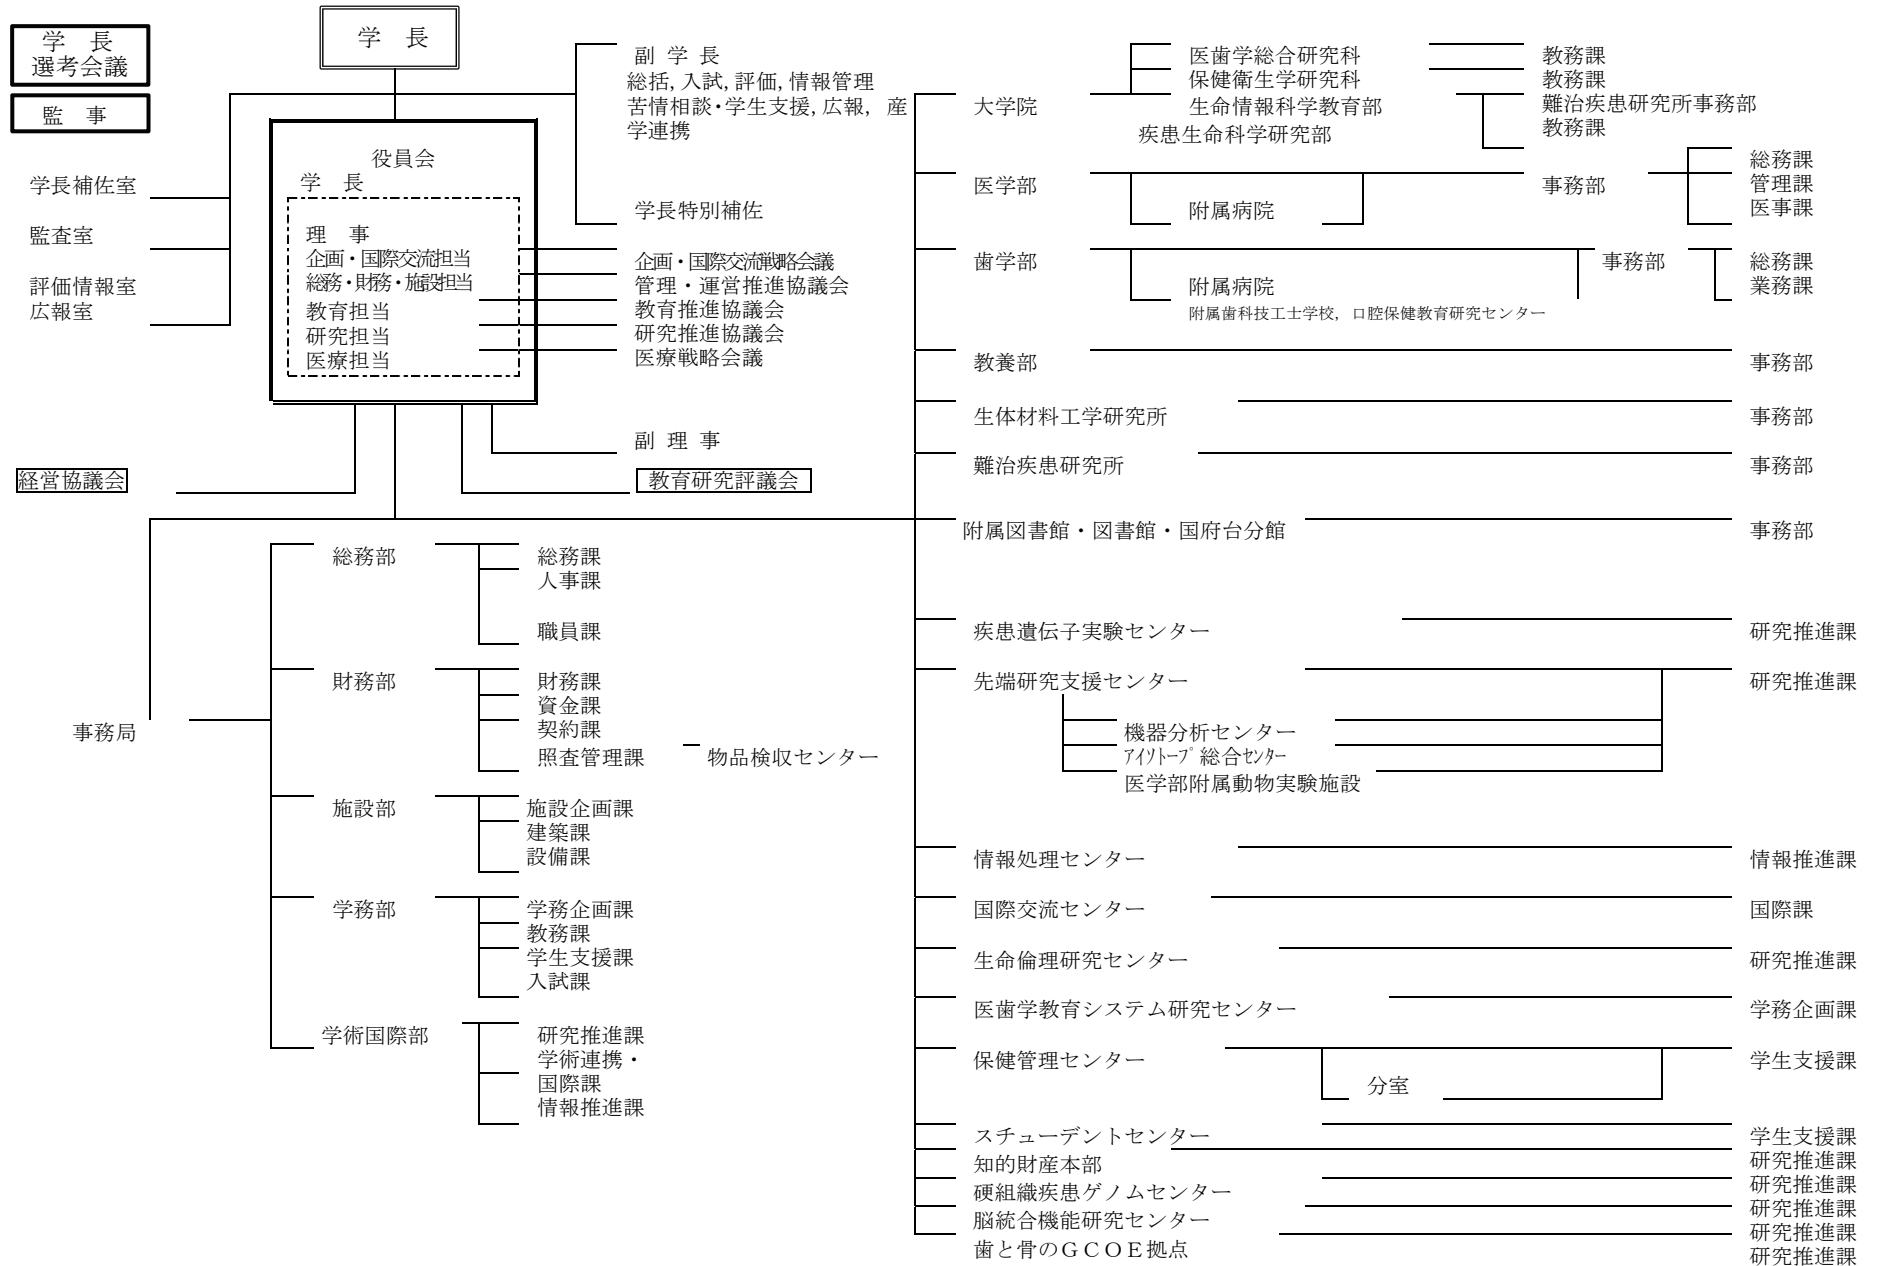 学　長
選考会議
監　事
学長補佐室
監査室
評価情報室
広報室
経営協議会
学　長
役員会
学　長
理　事
企画・国際交流担当
総務・財務・施設担当
教育担当
研究担当
医療担当
副 学 長
総括,入試,評価,情報管理
苦情相談・学生支援,広報, 産
学連携
学長特別補佐
企画・国際交流戦略会議
管理・運営推進協議会
教育推進協議会
研究推進協議会
医療戦略会議
副 理 事
教育研究評議会
事務局
総務部
総務課
人事課
職員課
財務部
財務課
資金課
契約課
照査管理課
物品検収センター
施設部
施設企画課
建築課
設備課
学務部
学務企画課
教務課
学生支援課
入試課
学術国際部
研究推進課
学術連携・
国際課
情報推進課
大学院
医歯学総合研究科
教務課
保健衛生学研究科
教務課
生命情報科学教育部
難治疾患研究所事務部
疾患生命科学研究部
教務課
医学部
附属病院
事務部
総務課
管理課
医事課
歯学部
附属病院
附属歯科技工士学校, 口腔保健教育研究センター
事務部
総務課
業務課
教養部
事務部
生体材料工学研究所
事務部
難治疾患研究所
事務部
附属図書館・図書館・国府台分館
事務部
疾患遺伝子実験センター
研究推進課
先端研究支援センター
研究推進課
機器分析センター
ｱｲｿﾄｰﾌﾟ総合ｾﾝﾀｰ
医学部附属動物実験施設
情報処理センター
情報推進課
国際交流センター
国際課
生命倫理研究センター
研究推進課
医歯学教育システム研究センター
学務企画課
保健管理センター
学生支援課
分室
スチューデントセンター
学生支援課
知的財産本部
研究推進課
硬組織疾患ゲノムセンター
研究推進課
脳統合機能研究センター
研究推進課
歯と骨のＧＣＯＥ拠点
研究推進課
研究推進課